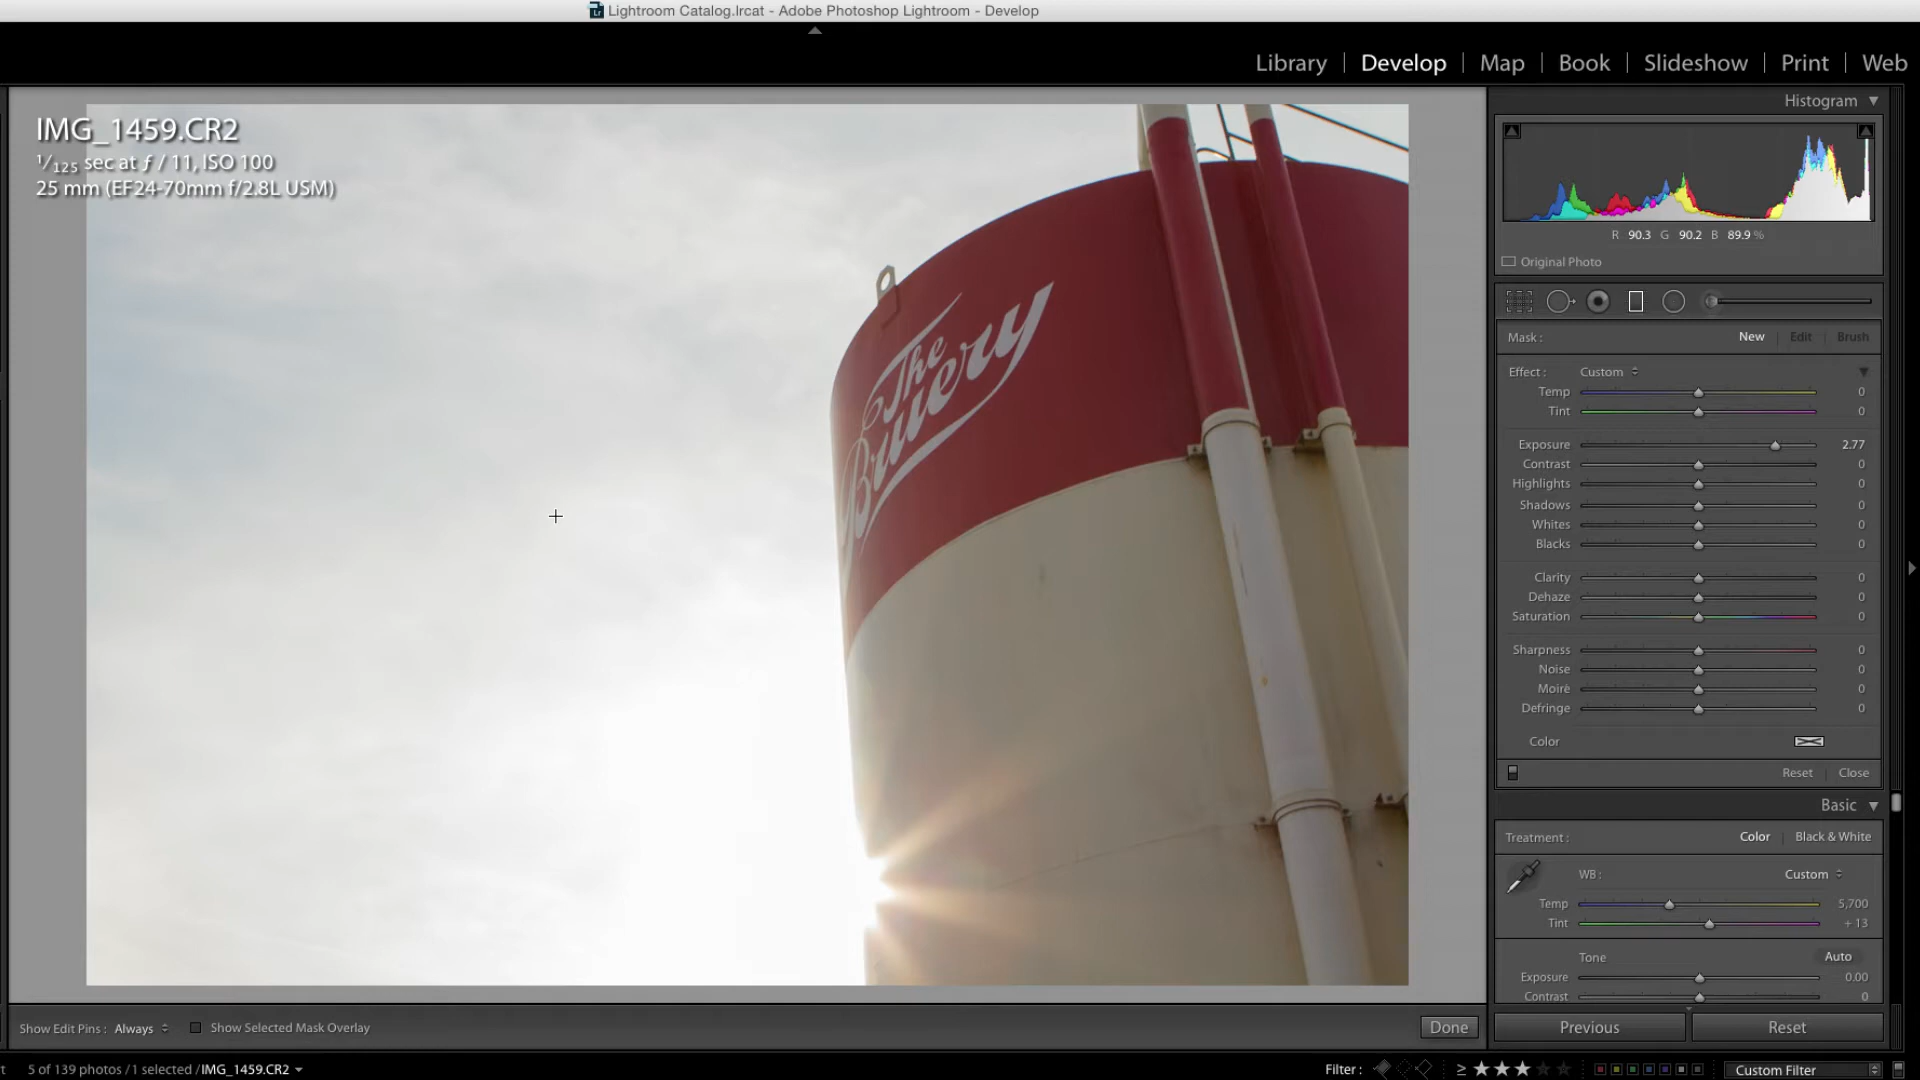 Lightroom Catalog.lrcat - Adobe Photoshop Lightroom - Develop
Library | Develop | Map | Book | Slideshow | Print | Web
IMG_1459.CR2
1/125 sec at ƒ / 11, ISO 100
25 mm (EF24-70mm f/2.8L USM)
The
Bruery
Histogram
R 90.3 G 90.2 B 89.9 %
Original Photo
Mask : New Edit Brush
Effect : Custom
Temp 0
Tint 0
Exposure 2.77
Contrast 0
Highlights 0
Shadows 0
Whites 0
Blacks 0
Clarity 0
Dehaze 0
Saturation 0
Sharpness 0
Noise 0
Moiré 0
Defringe 0
Color
Reset Close
Basic
Treatment : Color Black & White
WB : Custom
Temp 5,700
Tint + 13
Tone Auto
Exposure 0.00
Contrast 0
Show Edit Pins : Always Show Selected Mask Overlay Done
Previous Reset
t 5 of 139 photos /1 selected /IMG_1459.CR2 Filter : ≥ ★★★ Custom Filter